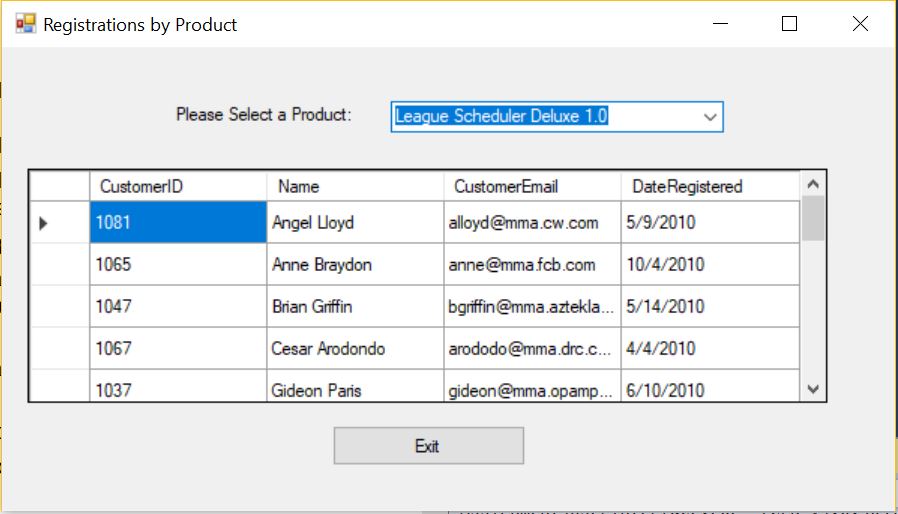 Registrations by Product
Please Select a Product: League Scheduler Deluxe 1.0
CustomerID Name CustomerEmail DateRegistered
1081 Angel Lloyd alloyd@mma.cw.com 5/9/2010
1065 Anne Braydon anne@mma.fcb.com 10/4/2010
1047 Brian Griffin bgriffin@mma.aztekla... 5/14/2010
1067 Cesar Arodondo arododo@mma.drc.c... 4/4/2010
1037 Gideon Paris gideon@mma.opamp... 6/10/2010
Exit